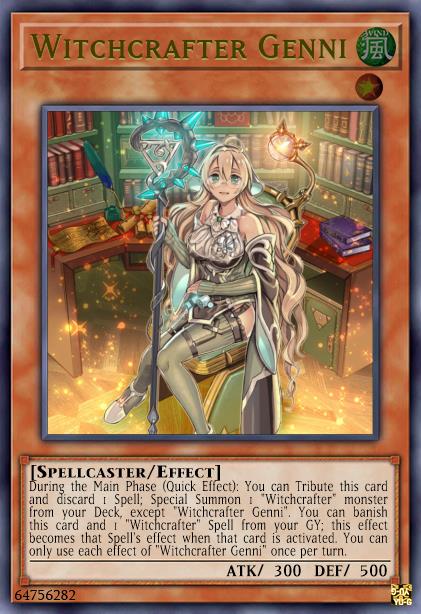 WITCHCRAFTER GENNI
WIND
風
[SPELLCASTER/EFFECT]
During the Main Phase (Quick Effect): You can Tribute this card
and discard 1 Spell; Special Summon 1 "Witchcrafter" monster
from your Deck, except "Witchcrafter Genni". You can banish
this card and 1 "Witchcrafter" Spell from your GY; this effect
becomes that Spell's effect when that card is activated. You can
only use each effect of "Witchcrafter Genni" once per turn.
ATK/ 300 DEF/ 500
64756282